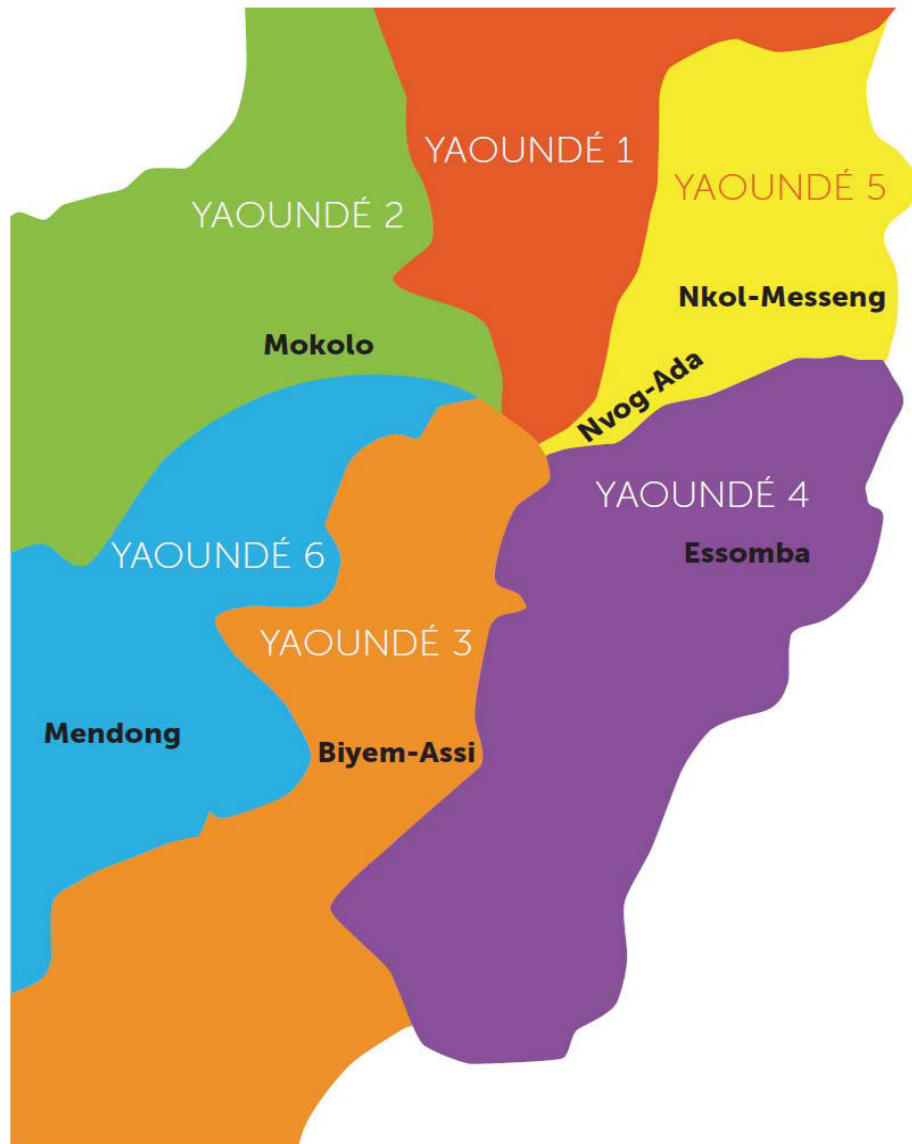 YAOUNDÉ 1
YAOUNDÉ 5
YAOUNDÉ 2
Nkol-Messeng
Mokolo
Nvog-Ada
YAOUNDÉ 4
Essomba
YAOUNDÉ 6
YAOUNDÉ 3
Mendong
Biyem-Assi